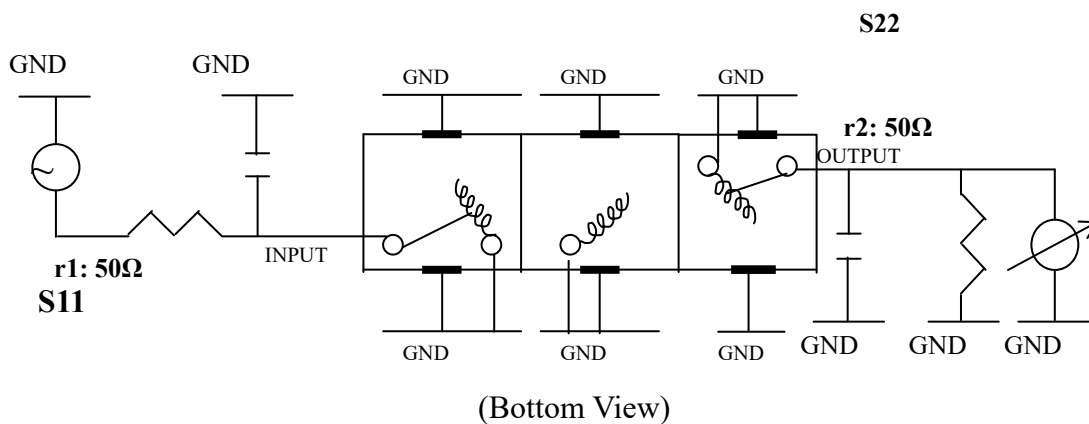 S22
GND
GND
GND
GND
GND
r2: 50Ω
OUTPUT
INPUT
r1: 50Ω
S11
GND
GND
GND
GND
GND
GND
(Bottom View)